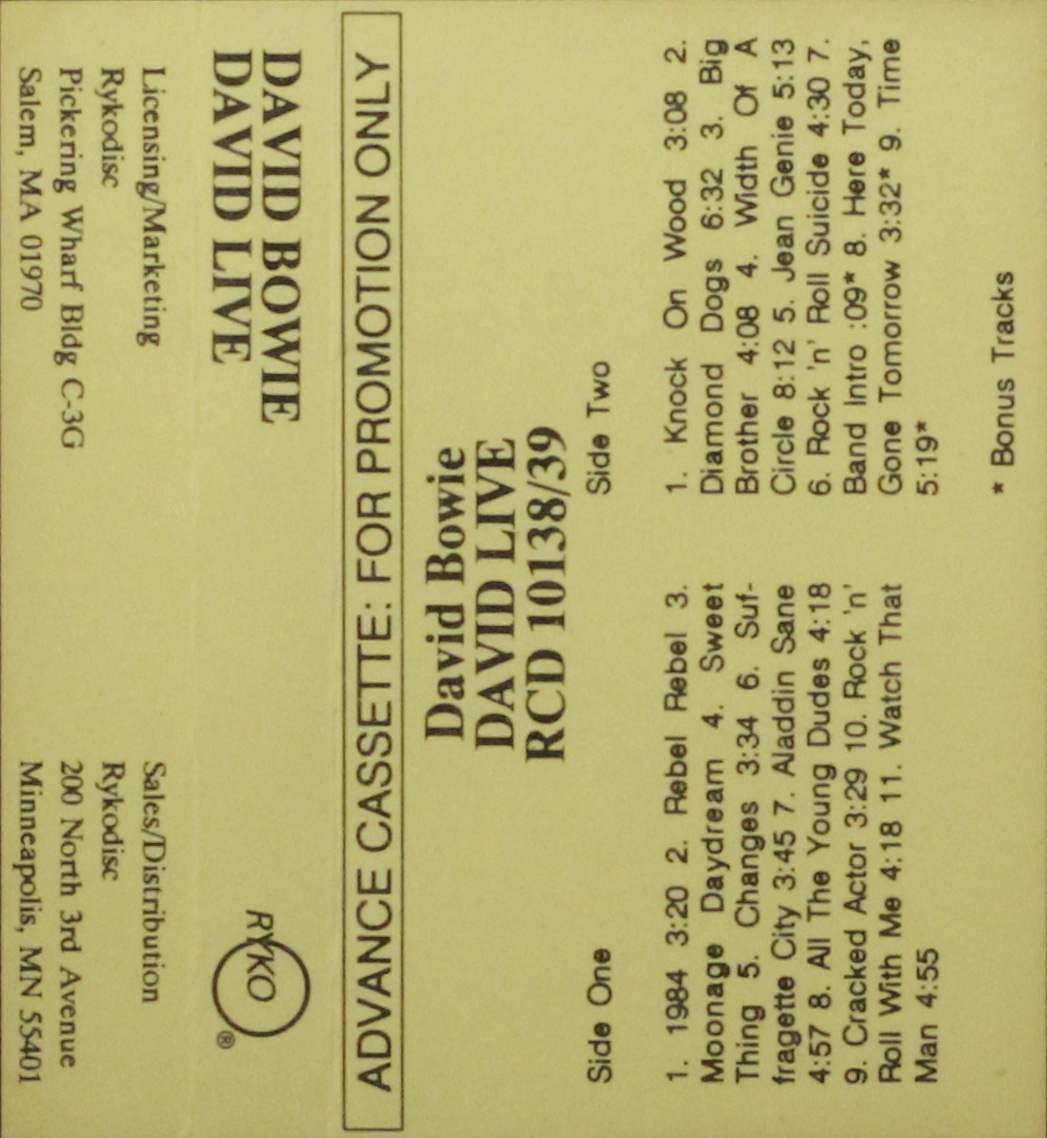 Licensing/Marketing
Rykodisc
Pickering Wharf Bldg C-3G
Salem, MA 01970
Sales/Distribution
Rykodisc
200 North 3rd Avenue
Minneapolis, MN 55401
DAVID BOWIE
DAVID LIVE
RYKO
®
ADVANCE CASSETTE: FOR PROMOTION ONLY
David Bowie
DAVID LIVE
RCD 10138/39
Side One
1. 1984 3:20 2. Rebel Rebel 3.
Moonage Daydream 4. Sweet
Thing 5. Changes 3:34 6. Suf-
fragette City 3:45 7. Aladdin Sane
4:57 8. All The Young Dudes 4:18
9. Cracked Actor 3:29 10. Rock 'n'
Roll With Me 4:18 11. Watch That
Man 4:55
Side Two
1. Knock On Wood 3:08 2.
Diamond Dogs 6:32 3. Big
Brother 4:08 4. Width Of A
Circle 8:12 5. Jean Genie 5:13
6. Rock 'n' Roll Suicide 4:30 7.
Band Intro :09* 8. Here Today,
Gone Tomorrow 3:32* 9. Time
5:19*
* Bonus Tracks